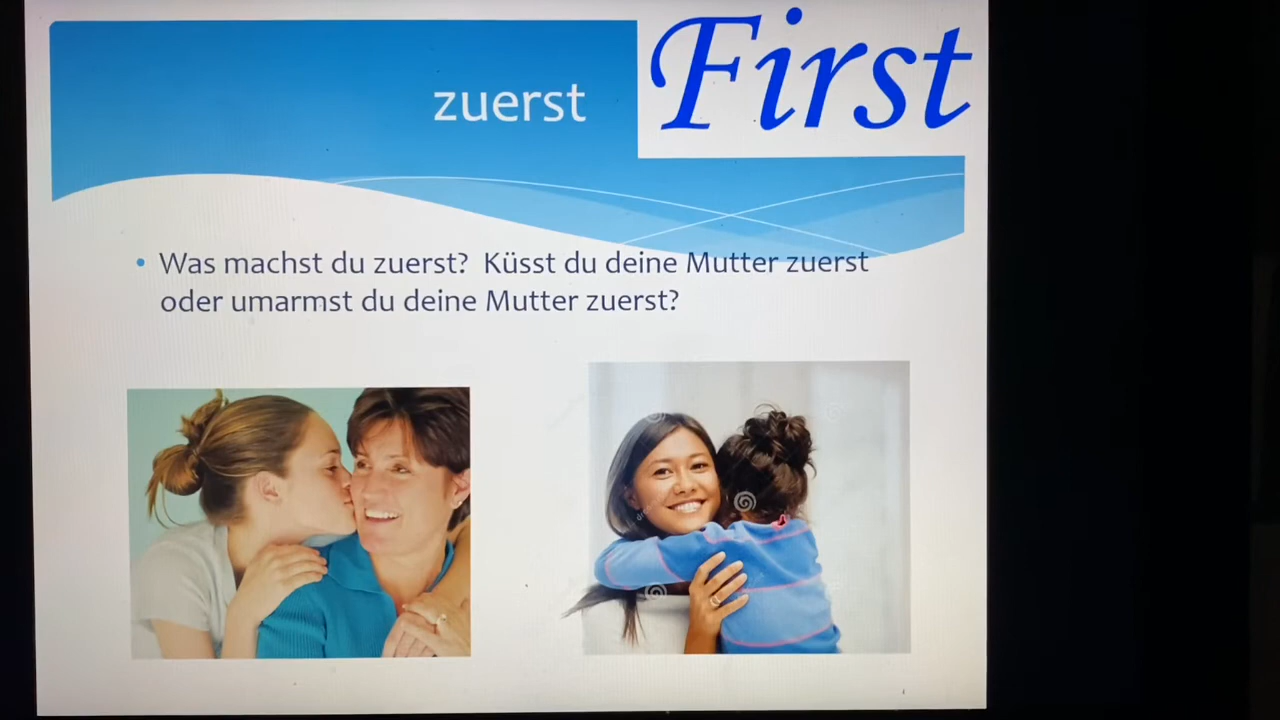 zuerst
First
• Was machst du zuerst? Küsst du deine Mutter zuerst
oder umarmst du deine Mutter zuerst?